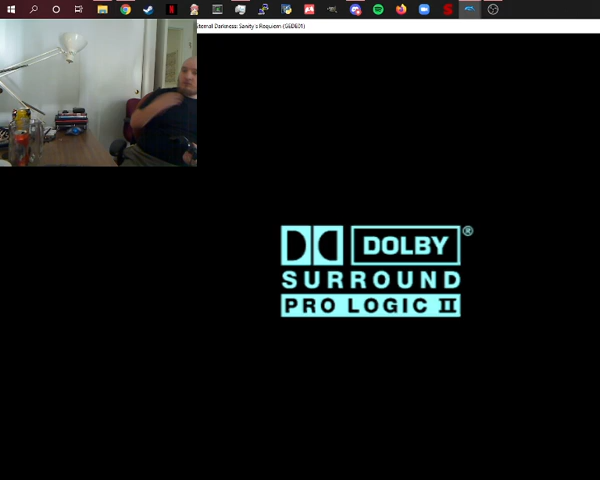 Eternal Darkness: Sanity's Requiem (GEDE01)
DOLBY ®
SURROUND
PRO LOGIC II